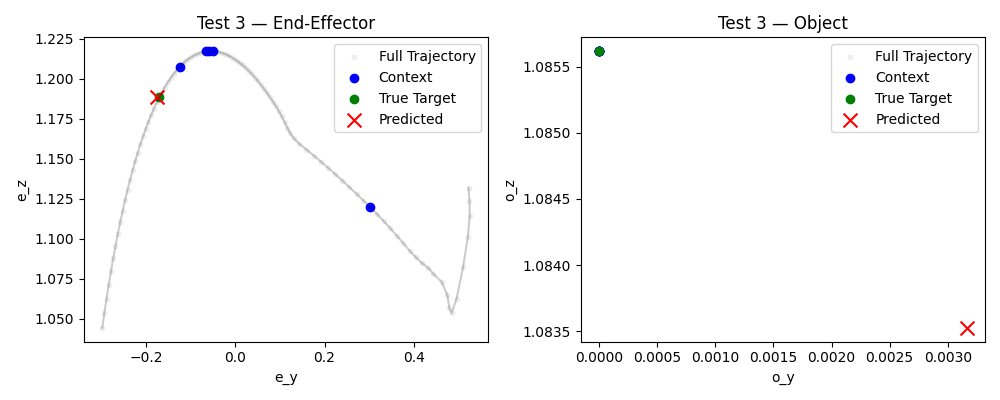 Test 3 — End-Effector
1.225
1.200
1.175
1.150
1.125
1.100
1.075
1.050
e_z
−0.2
0.0
0.2
0.4
e_y
Full Trajectory
Context
True Target
Predicted
Test 3 — Object
1.0855
1.0850
1.0845
1.0840
1.0835
o_z
0.0000
0.0005
0.0010
0.0015
0.0020
0.0025
0.0030
o_y
Full Trajectory
Context
True Target
Predicted